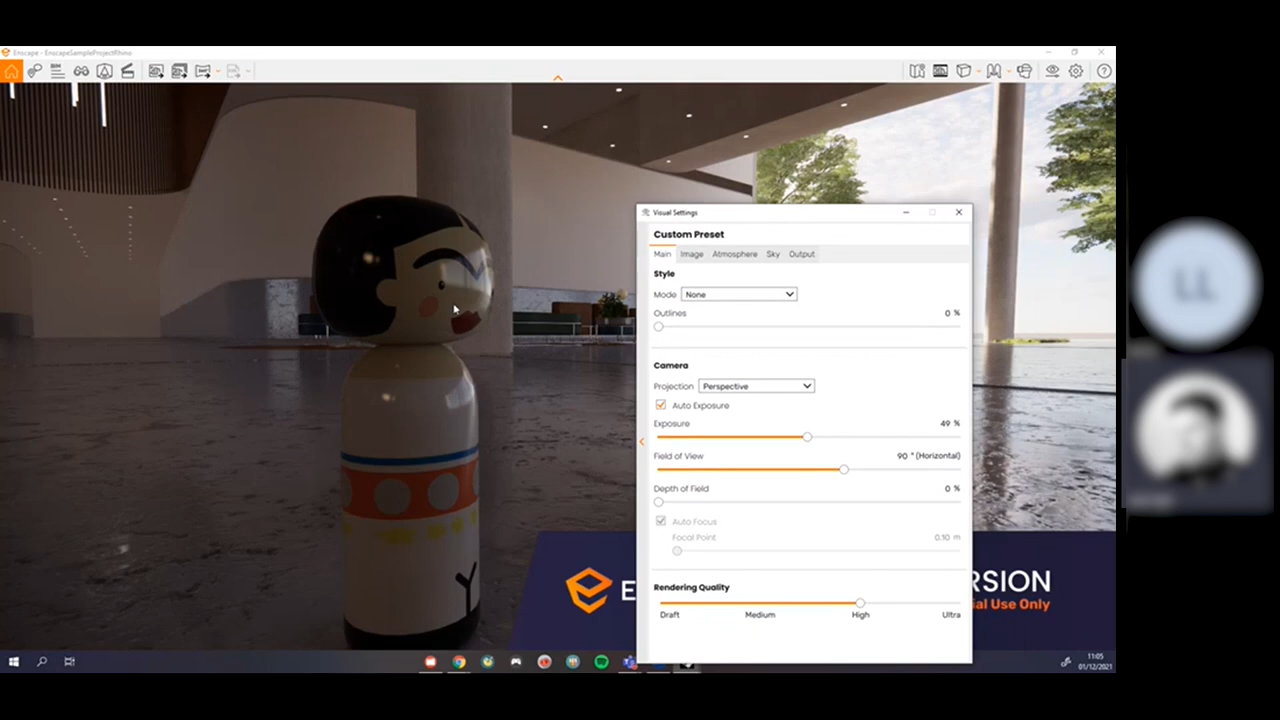 Enscape - EnscapeSampleProjectRhino
Visual Settings
Custom Preset
Main Image Atmosphere Sky Output
Style
Mode None
Outlines 0 %
Camera
Projection Perspective
Auto Exposure
Exposure 49 %
Field of View 90 ° (Horizontal)
Depth of Field 0 %
Auto Focus
Focal Point 0.10 m
Rendering Quality
Draft Medium High Ultra
E
RSION
ial Use Only
11:05
01/12/2021
LL